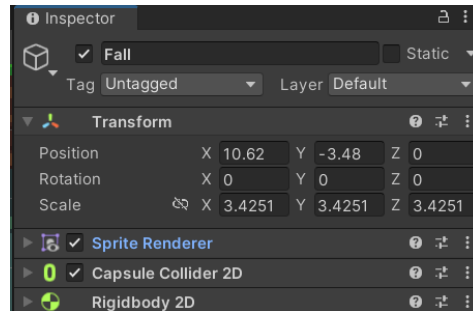 Inspector
Fall Static
Tag Untagged Layer Default
Transform
Position X 10.62 Y -3.48 Z 0
Rotation X 0 Y 0 Z 0
Scale X 3.4251 Y 3.4251 Z 3.4251
Sprite Renderer
Capsule Collider 2D
Rigidbody 2D